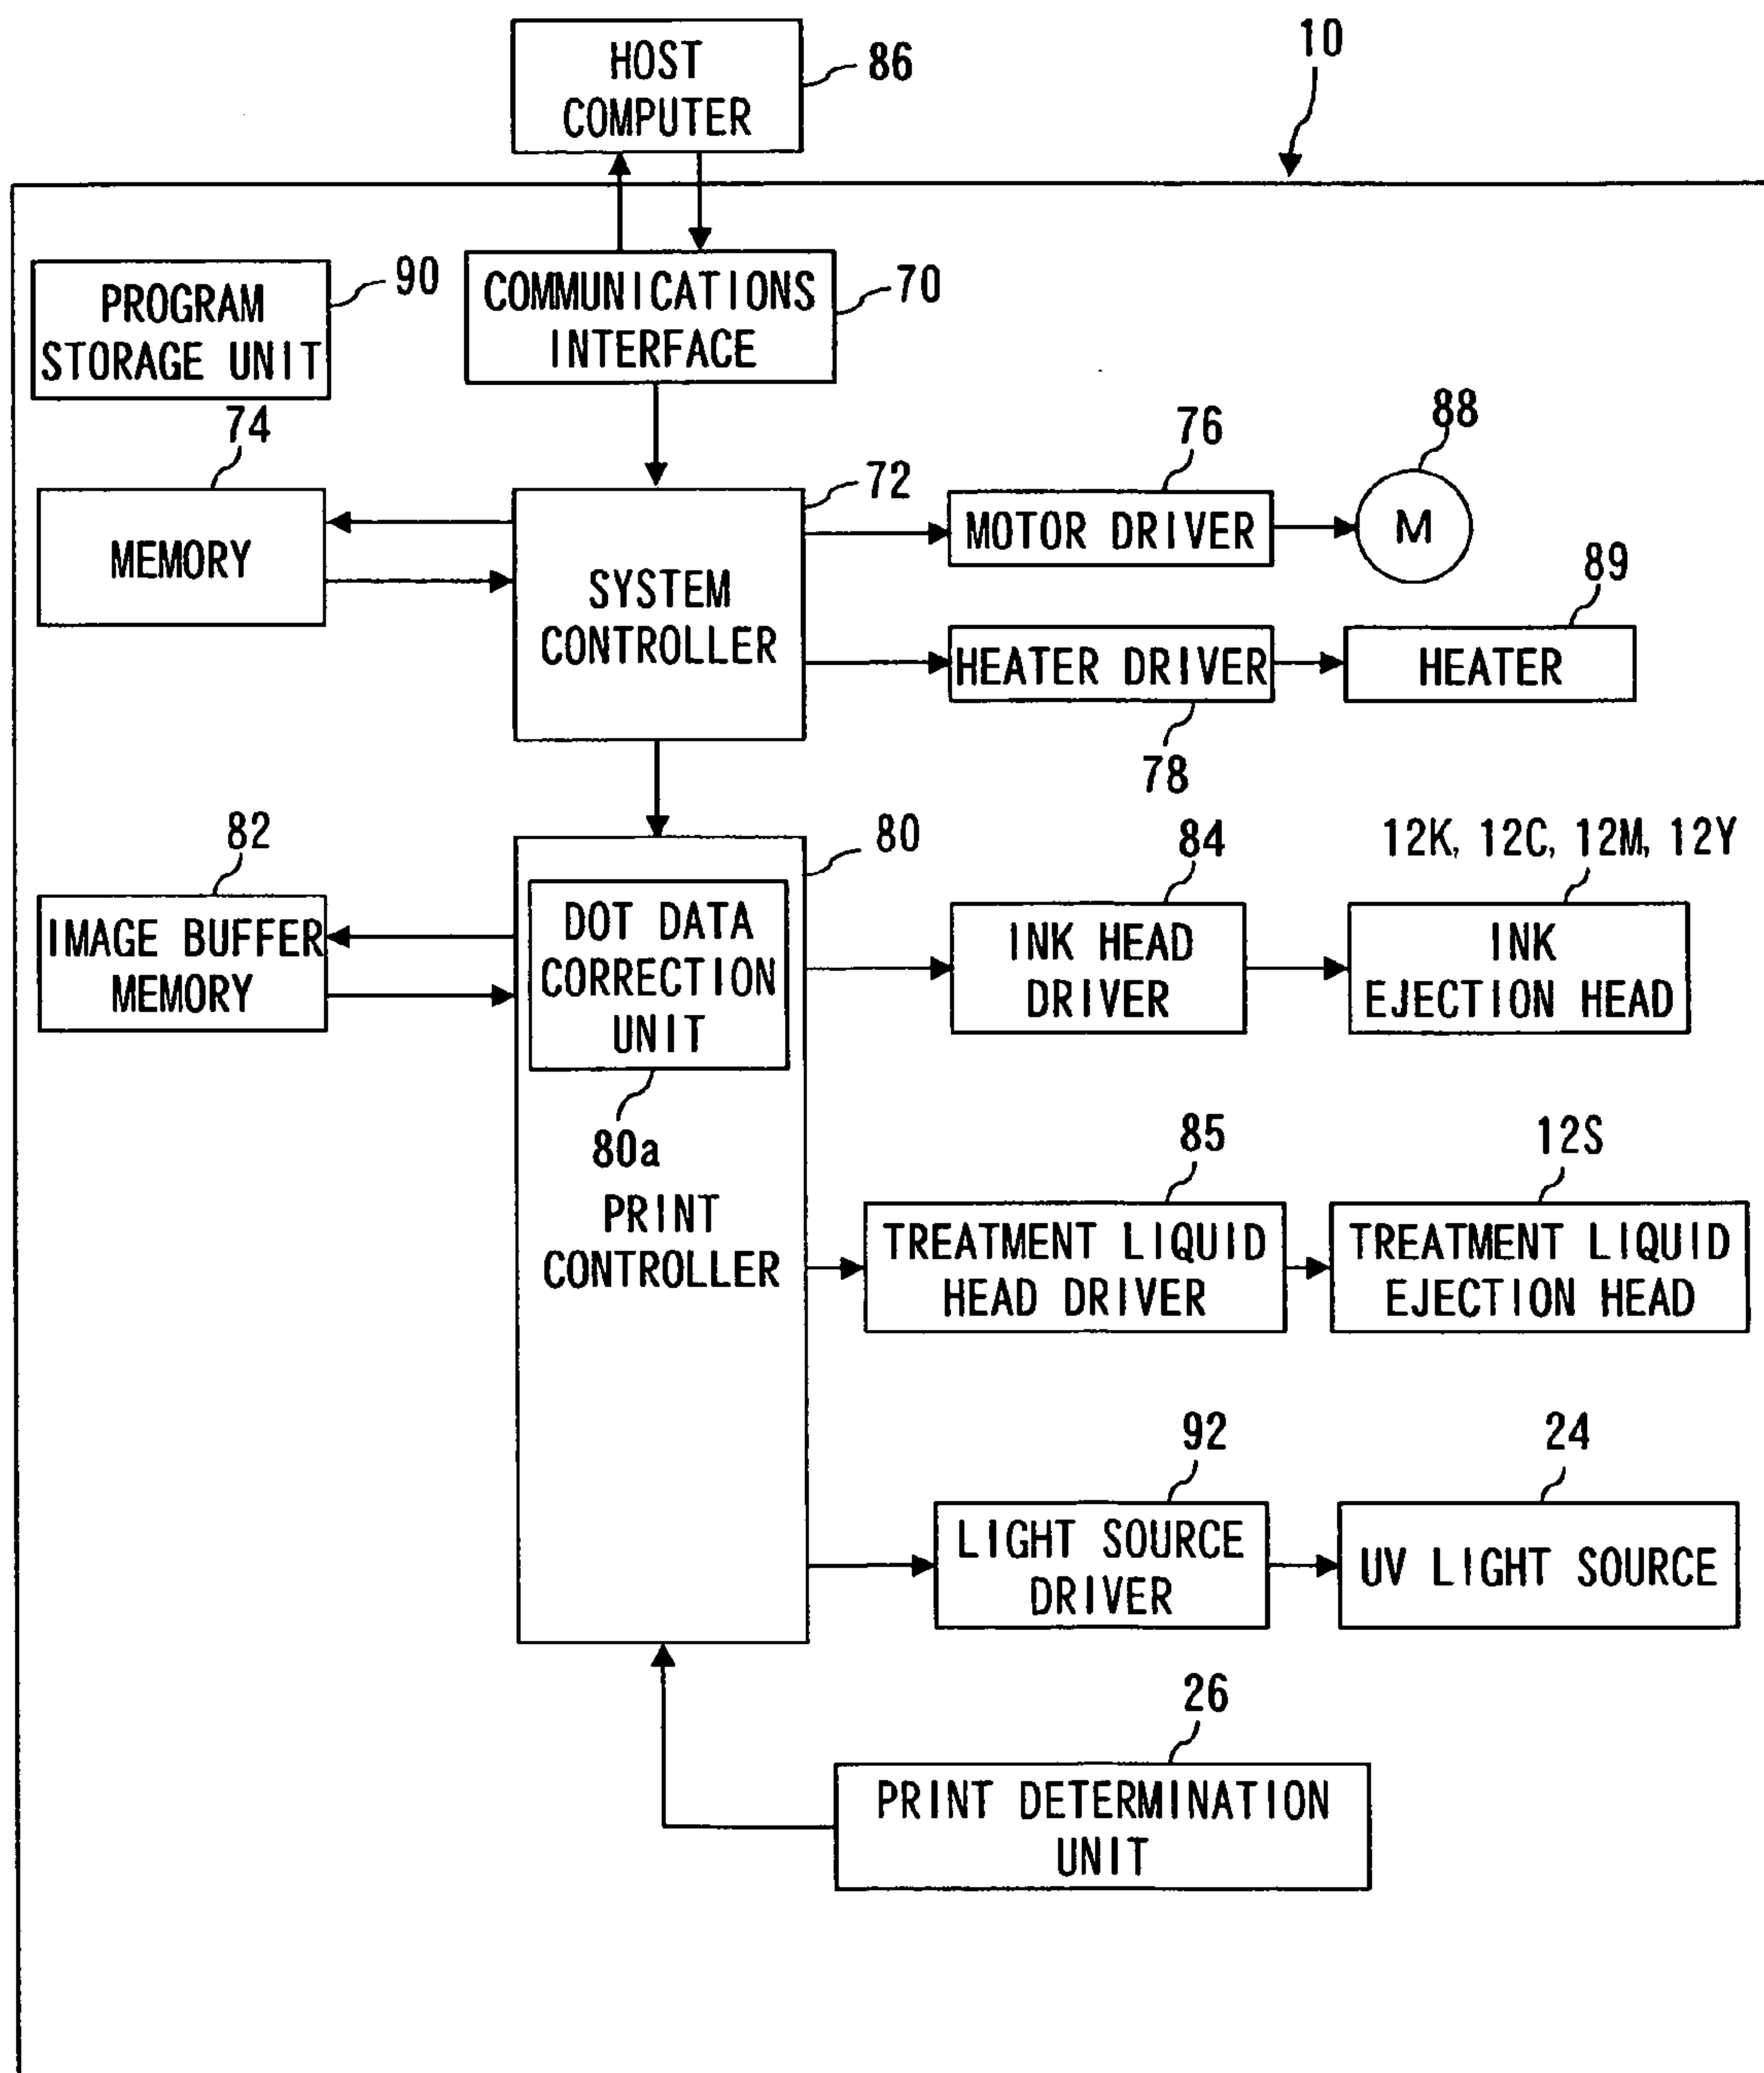 HOST
COMPUTER
86
10
PROGRAM
STORAGE UNIT
90
COMMUNICATIONS
INTERFACE
70
74
MEMORY
72
SYSTEM
CONTROLLER
76
MOTOR DRIVER
88
M
HEATER DRIVER
78
89
HEATER
82
IMAGE BUFFER
MEMORY
80
DOT DATA
CORRECTION
UNIT
80a
PRINT
CONTROLLER
84
INK HEAD
DRIVER
12K, 12C, 12M, 12Y
INK
EJECTION HEAD
85
TREATMENT LIQUID
HEAD DRIVER
12S
TREATMENT LIQUID
EJECTION HEAD
92
LIGHT SOURCE
DRIVER
24
UV LIGHT SOURCE
26
PRINT DETERMINATION
UNIT